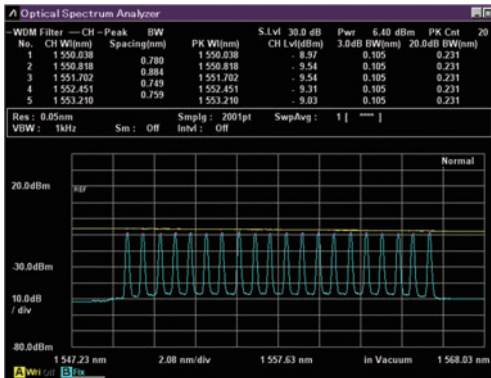 Optical Spectrum Analyzer
WDM Filter — CH – Peak BW S.Lvl 30.0 dB Pwr 6.40 dBm PK Cnt 20
No. CH Wl(nm) Spacing(nm) PK Wl(nm) CH Lvl(dBm) 3.0dB BW(nm) 20.0dB BW(nm)
1 1 550.038 1 550.038 - 8.97 0.105 0.231
0.780
2 1 550.818 1 550.818 - 9.54 0.105 0.231
0.884
3 1 551.702 1 551.702 - 9.54 0.105 0.231
0.749
4 1 552.451 1 552.451 - 9.31 0.105 0.231
0.759
5 1 553.210 1 553.210 - 9.03 0.105 0.231
Res : 0.05nm Smplg : 2001pt SwpAvg : 1 [ **** ]
VBW : 1kHz Sm : Off Intvl : Off
Normal
20.0dBm
REF
-30.0dBm
10.0dB
/ div
-80.0dBm
1 547.23 nm 2.08 nm/div 1 557.63 nm in Vacuum 1 568.03 nm
A Wri off B Fix